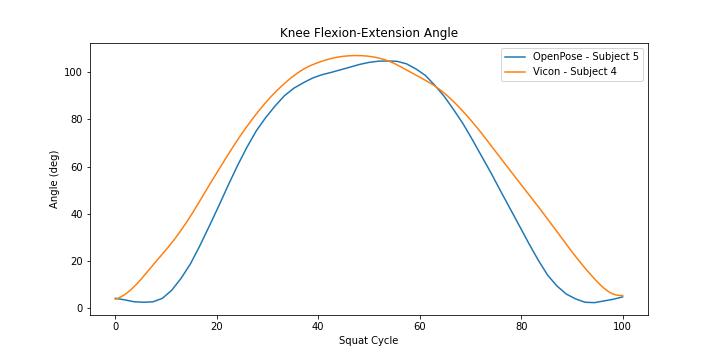 Knee Flexion-Extension Angle
OpenPose - Subject 5
Vicon - Subject 4
Angle (deg)
100
80
60
40
20
0
0 20 40 60 80 100
Squat Cycle